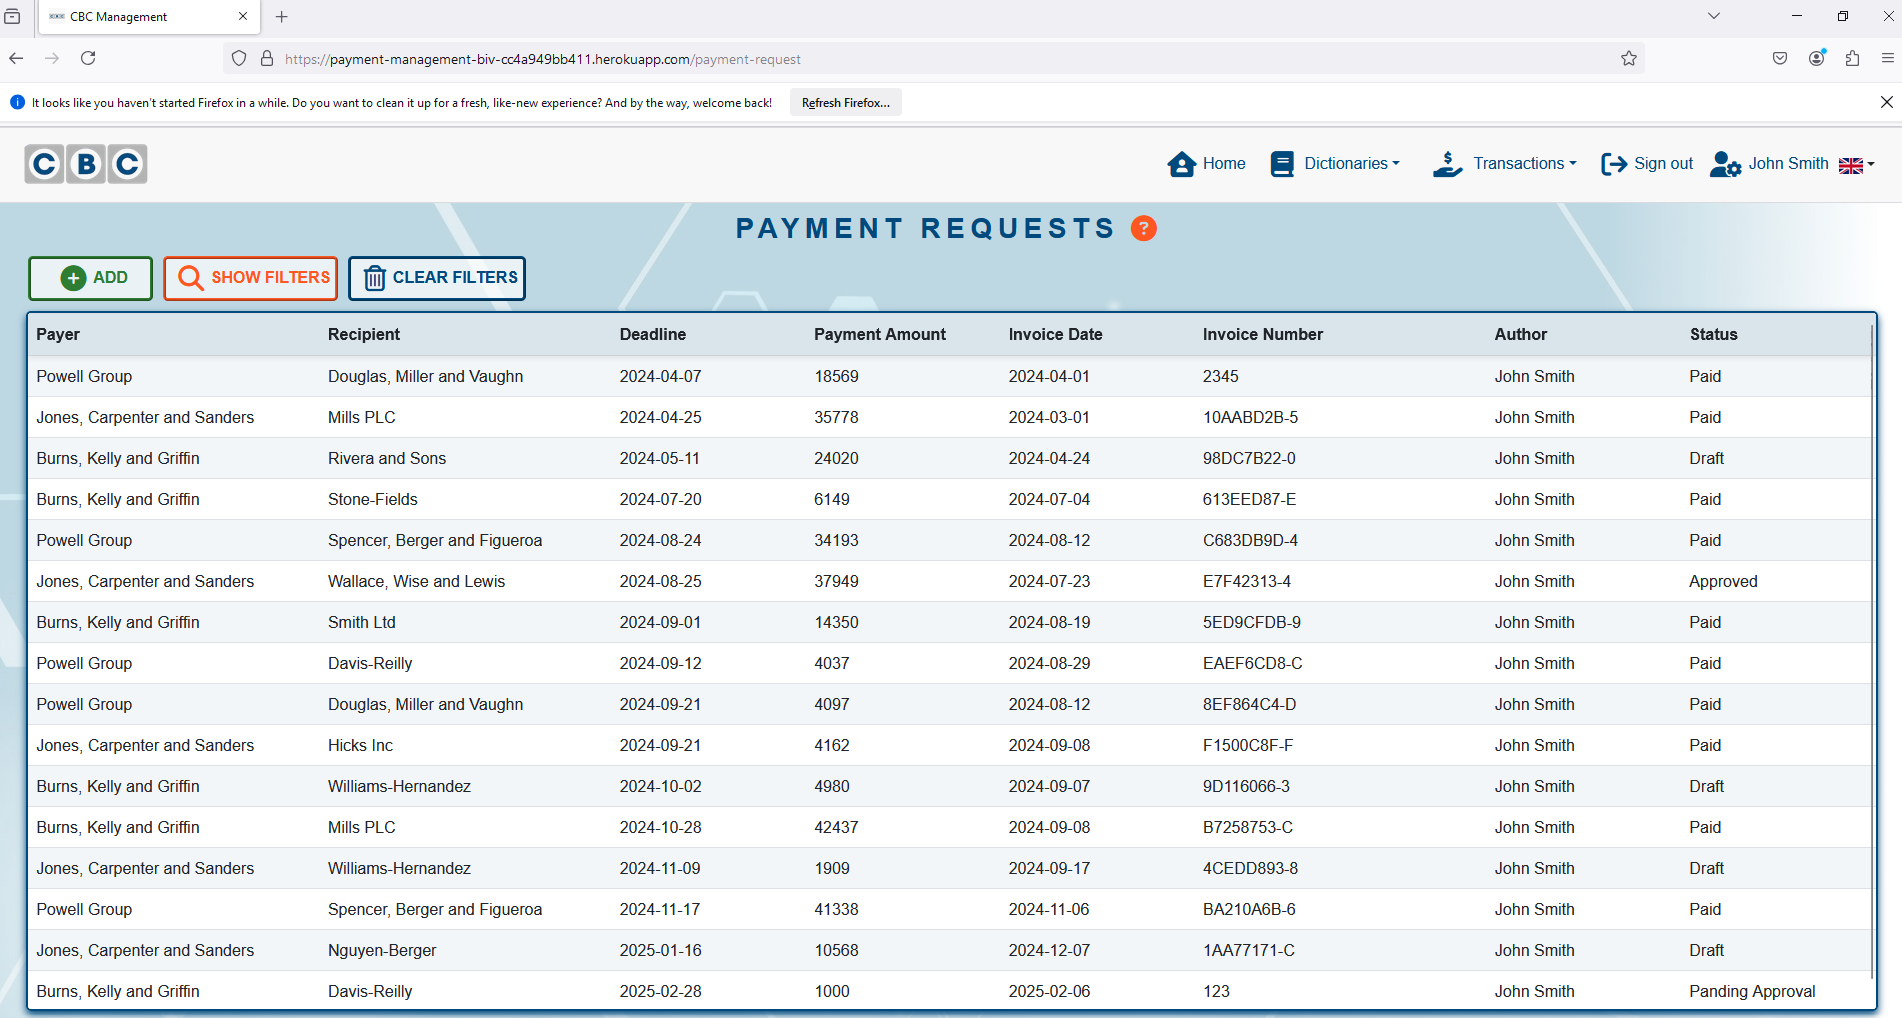 CBC Management
https://payment-management-biv-cc4a949bb411.herokuapp.com/payment-request
It looks like you haven't started Firefox in a while. Do you want to clean it up for a fresh, like-new experience? And by the way, welcome back! Refresh Firefox...
CBC Home Dictionaries Transactions Sign out John Smith
PAYMENT REQUESTS ?
ADD SHOW FILTERS CLEAR FILTERS
Payer Recipient Deadline Payment Amount Invoice Date Invoice Number Author Status
Powell Group Douglas, Miller and Vaughn 2024-04-07 18569 2024-04-01 2345 John Smith Paid
Jones, Carpenter and Sanders Mills PLC 2024-04-25 35778 2024-03-01 10AABD2B-5 John Smith Paid
Burns, Kelly and Griffin Rivera and Sons 2024-05-11 24020 2024-04-24 98DC7B22-0 John Smith Draft
Burns, Kelly and Griffin Stone-Fields 2024-07-20 6149 2024-07-04 613EED87-E John Smith Paid
Powell Group Spencer, Berger and Figueroa 2024-08-24 34193 2024-08-12 C683DB9D-4 John Smith Paid
Jones, Carpenter and Sanders Wallace, Wise and Lewis 2024-08-25 37949 2024-07-23 E7F42313-4 John Smith Approved
Burns, Kelly and Griffin Smith Ltd 2024-09-01 14350 2024-08-19 5ED9CFDB-9 John Smith Paid
Powell Group Davis-Reilly 2024-09-12 4037 2024-08-29 EAEF6CD8-C John Smith Paid
Powell Group Douglas, Miller and Vaughn 2024-09-21 4097 2024-08-12 8EF864C4-D John Smith Paid
Jones, Carpenter and Sanders Hicks Inc 2024-09-21 4162 2024-09-08 F1500C8F-F John Smith Paid
Burns, Kelly and Griffin Williams-Hernandez 2024-10-02 4980 2024-09-07 9D116066-3 John Smith Draft
Burns, Kelly and Griffin Mills PLC 2024-10-28 42437 2024-09-08 B7258753-C John Smith Paid
Jones, Carpenter and Sanders Williams-Hernandez 2024-11-09 1909 2024-09-17 4CEDD893-8 John Smith Draft
Powell Group Spencer, Berger and Figueroa 2024-11-17 41338 2024-11-06 BA210A6B-6 John Smith Paid
Jones, Carpenter and Sanders Nguyen-Berger 2025-01-16 10568 2024-12-07 1AA77171-C John Smith Draft
Burns, Kelly and Griffin Davis-Reilly 2025-02-28 1000 2025-02-06 123 John Smith Panding Approval